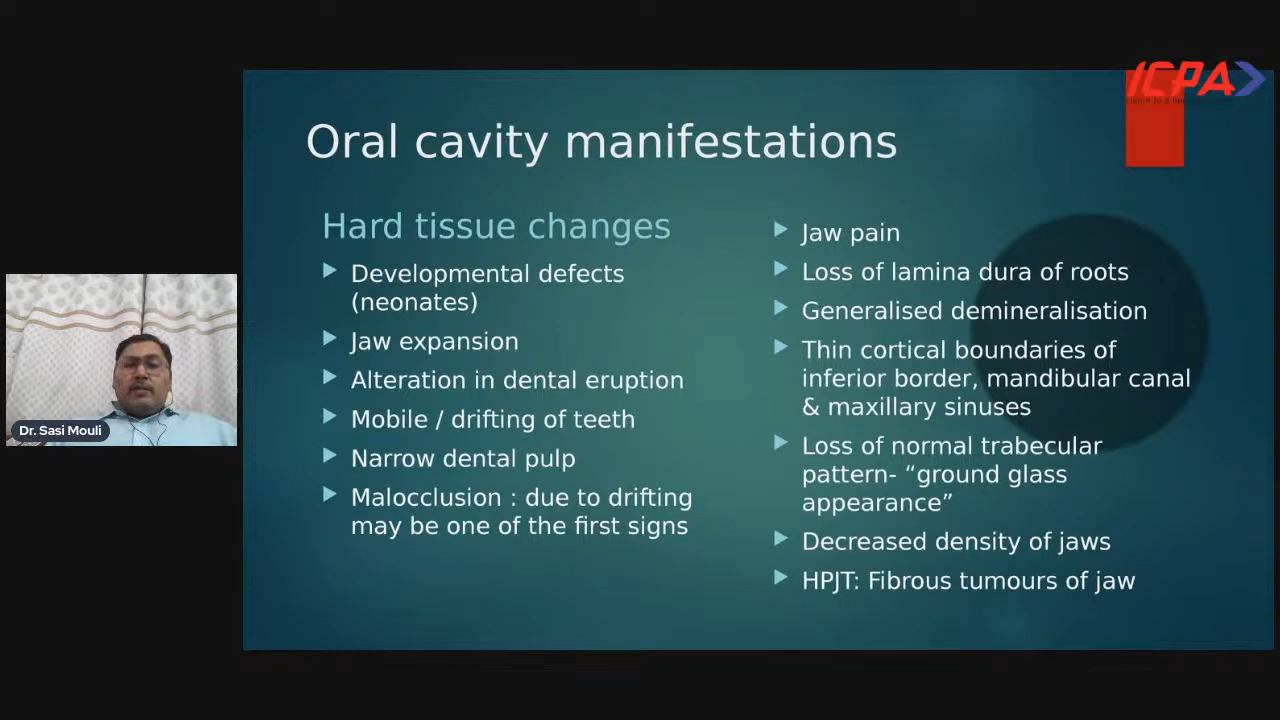 ICPA
Oral cavity manifestations
Hard tissue changes
Developmental defects
(neonates)
Jaw expansion
Alteration in dental eruption
Mobile / drifting of teeth
Narrow dental pulp
Malocclusion : due to drifting
may be one of the first signs
Jaw pain
Loss of lamina dura of roots
Generalised demineralisation
Thin cortical boundaries of
inferior border, mandibular canal
& maxillary sinuses
Loss of normal trabecular
pattern- “ground glass
appearance”
Decreased density of jaws
HPJT: Fibrous tumours of jaw
Dr. Sasi Mouli